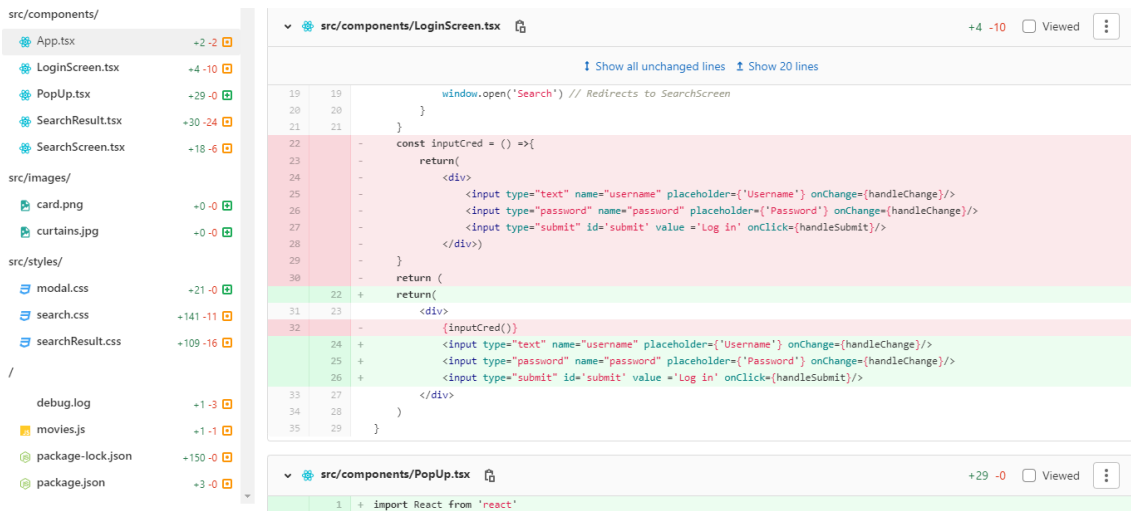 src/components/
App.tsx +2 -2
LoginScreen.tsx +4 -10
PopUp.tsx +29 -0
SearchResult.tsx +30 -24
SearchScreen.tsx +18 -6
src/images/
card.png +0 -0
curtains.jpg +0 -0
src/styles/
modal.css +21 -0
search.css +141 -11
searchResult.css +109 -16
/
debug.log +1 -3
movies.js +1 -1
package-lock.json +150 -0
package.json +3 -0
src/components/LoginScreen.tsx +4 -10 Viewed
Show all unchanged lines Show 20 lines
19 19 window.open('Search') // Redirects to SearchScreen
20 20 }
21 21 }
22 - const inputCred = () =>{
23 - return(
24 - <div>
25 - <input type="text" name="username" placeholder={'Username'} onChange={handleChange}/>
26 - <input type="password" name="password" placeholder={'Password'} onChange={handleChange}/>
27 - <input type="submit" id='submit' value ='Log in' onClick={handleSubmit}/>
28 - </div>)
29 - }
30 - return (
22 + return(
31 23 <div>
32 - {inputCred()}
24 + <input type="text" name="username" placeholder={'Username'} onChange={handleChange}/>
25 + <input type="password" name="password" placeholder={'Password'} onChange={handleChange}/>
26 + <input type="submit" id='submit' value ='Log in' onClick={handleSubmit}/>
33 27 </div>
34 28 )
35 29 }
src/components/PopUp.tsx +29 -0 Viewed
1 + import React from 'react'